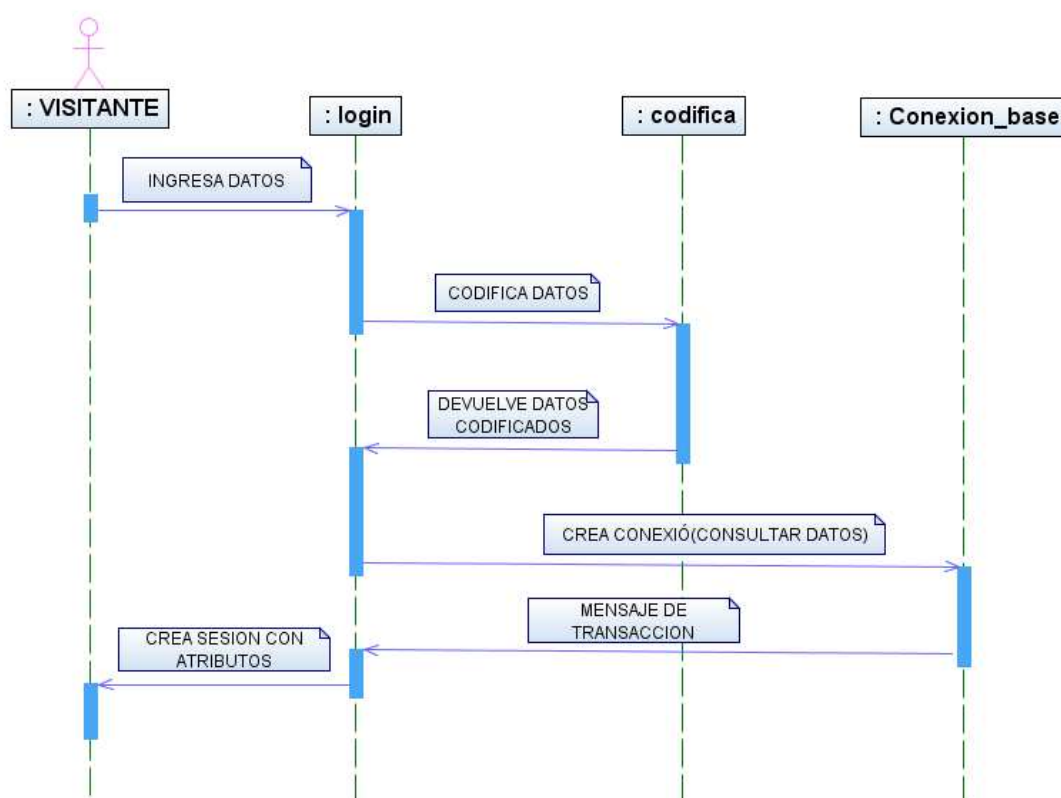 : VISITANTE
: login
: codifica
: Conexion_base
INGRESA DATOS
CODIFICA DATOS
DEVUELVE DATOS
CODIFICADOS
CREA CONEXIÓ(CONSULTAR DATOS)
MENSAJE DE
TRANSACCION
CREA SESION CON
ATRIBUTOS